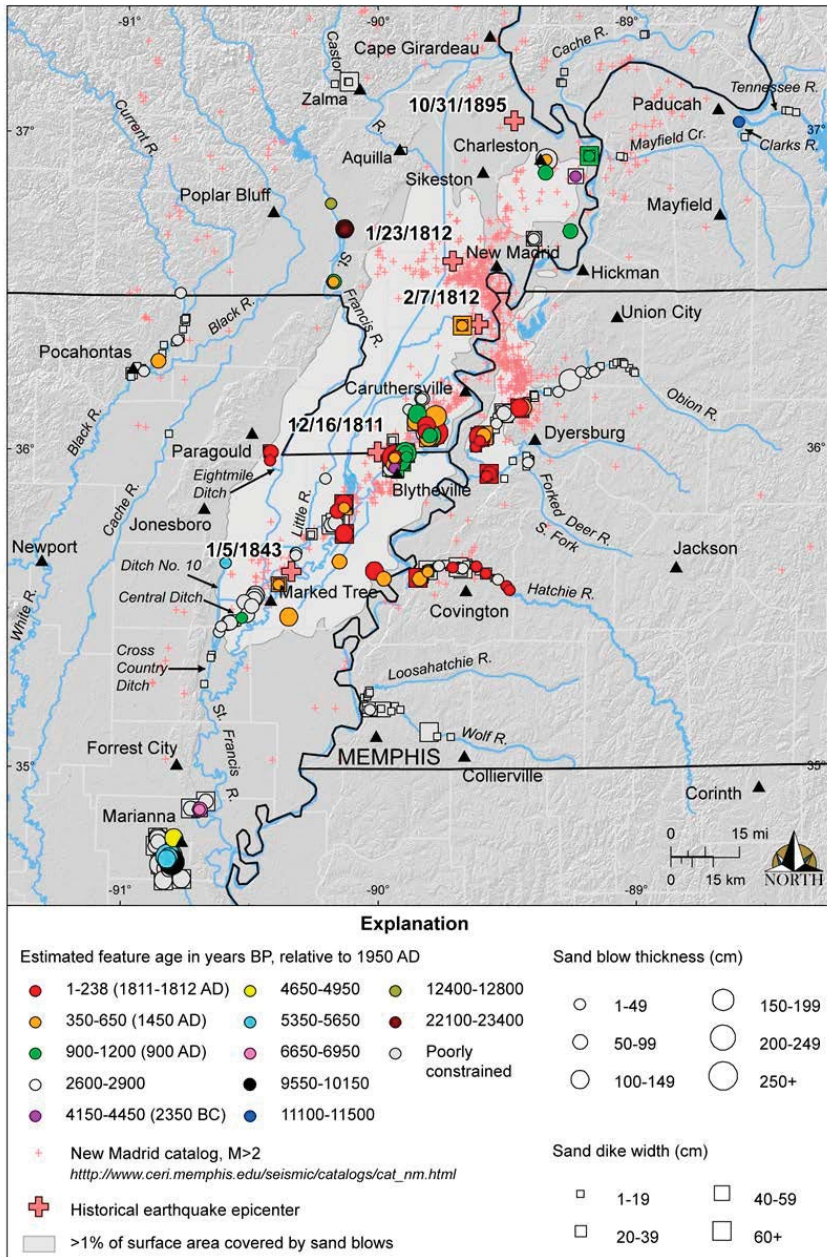 -91°
-90°
-89°
Cape Girardeau
Castor
R.
Cache R.
Zalma
Tennessee R.
Paducah
10/31/1895
Current R.
37°
37°
Charleston
Mayfield Cr.
Clarks R.
Aquilla
Sikeston
Poplar Bluff
Mayfield
1/23/1812
New Madrid
Hickman
St.
Francis R.
2/7/1812
Union City
Black R.
Pocahontas
Caruthersville
Obion R.
Black R.
12/16/1811
Dyersburg
36°
36°
Paragould
Eightmile
Ditch
Cache R.
Blytheville
Little R.
Forked Deer R.
S. Fork
Jonesboro
1/5/1843
Newport
Ditch No. 10
Jackson
Marked Tree
Central Ditch
Covington
Hatchie R.
White R.
Cross
Country
Ditch
Loosahatchie R.
St. Francis R.
Forrest City
MEMPHIS
Wolf R.
35°
35°
Collierville
Corinth
Marianna
0 15 mi
0 15 km
NORTH
-91°
-90°
-89°
Explanation
Estimated feature age in years BP, relative to 1950 AD
1-238 (1811-1812 AD)
350-650 (1450 AD)
900-1200 (900 AD)
2600-2900
4150-4450 (2350 BC)
4650-4950
5350-5650
6650-6950
9550-10150
11100-11500
12400-12800
22100-23400
Poorly
constrained
New Madrid catalog, M>2
htttp://www.ceri.memphis.edu/seismic/catalogs/cat_nm.html
Historical earthquake epicenter
>1% of surface area covered by sand blows
Sand blow thickness (cm)
1-49
50-99
100-149
150-199
200-249
250+
Sand dike width (cm)
1-19
20-39
40-59
60+